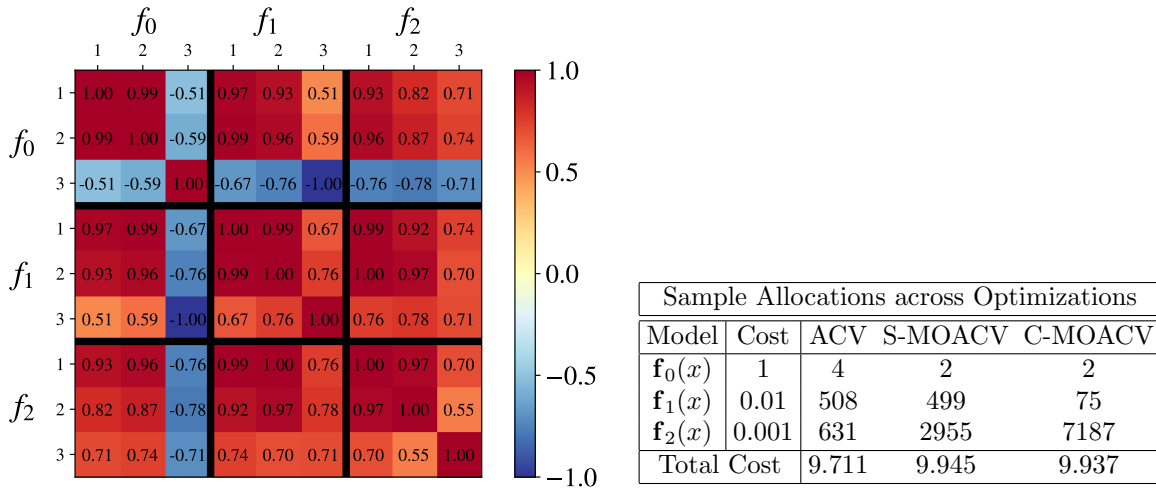 f₀ f₁ f₂
1 2 3 1 2 3 1 2 3
1 1.00 0.99 -0.51 0.97 0.93 0.51 0.93 0.82 0.71
f₀ 2 0.99 1.00 -0.59 0.99 0.96 0.59 0.96 0.87 0.74
3 -0.51 -0.59 1.00 -0.67 -0.76 -1.00 -0.76 -0.78 -0.71
1 0.97 0.99 -0.67 1.00 0.99 0.67 0.99 0.92 0.74
f₁ 2 0.93 0.96 -0.76 0.99 1.00 0.76 1.00 0.97 0.70
3 0.51 0.59 -1.00 0.67 0.76 1.00 0.76 0.78 0.71
1 0.93 0.96 -0.76 0.99 1.00 0.76 1.00 0.97 0.70
f₂ 2 0.82 0.87 -0.78 0.92 0.97 0.78 0.97 1.00 0.55
3 0.71 0.74 -0.71 0.74 0.70 0.71 0.70 0.55 1.00
1.0
0.5
0.0
−0.5
−1.0
Sample Allocations across Optimizations
Model Cost ACV S-MOACV C-MOACV
f₀(x) 1 4 2 2
f₁(x) 0.01 508 499 75
f₂(x) 0.001 631 2955 7187
Total Cost 9.711 9.945 9.937